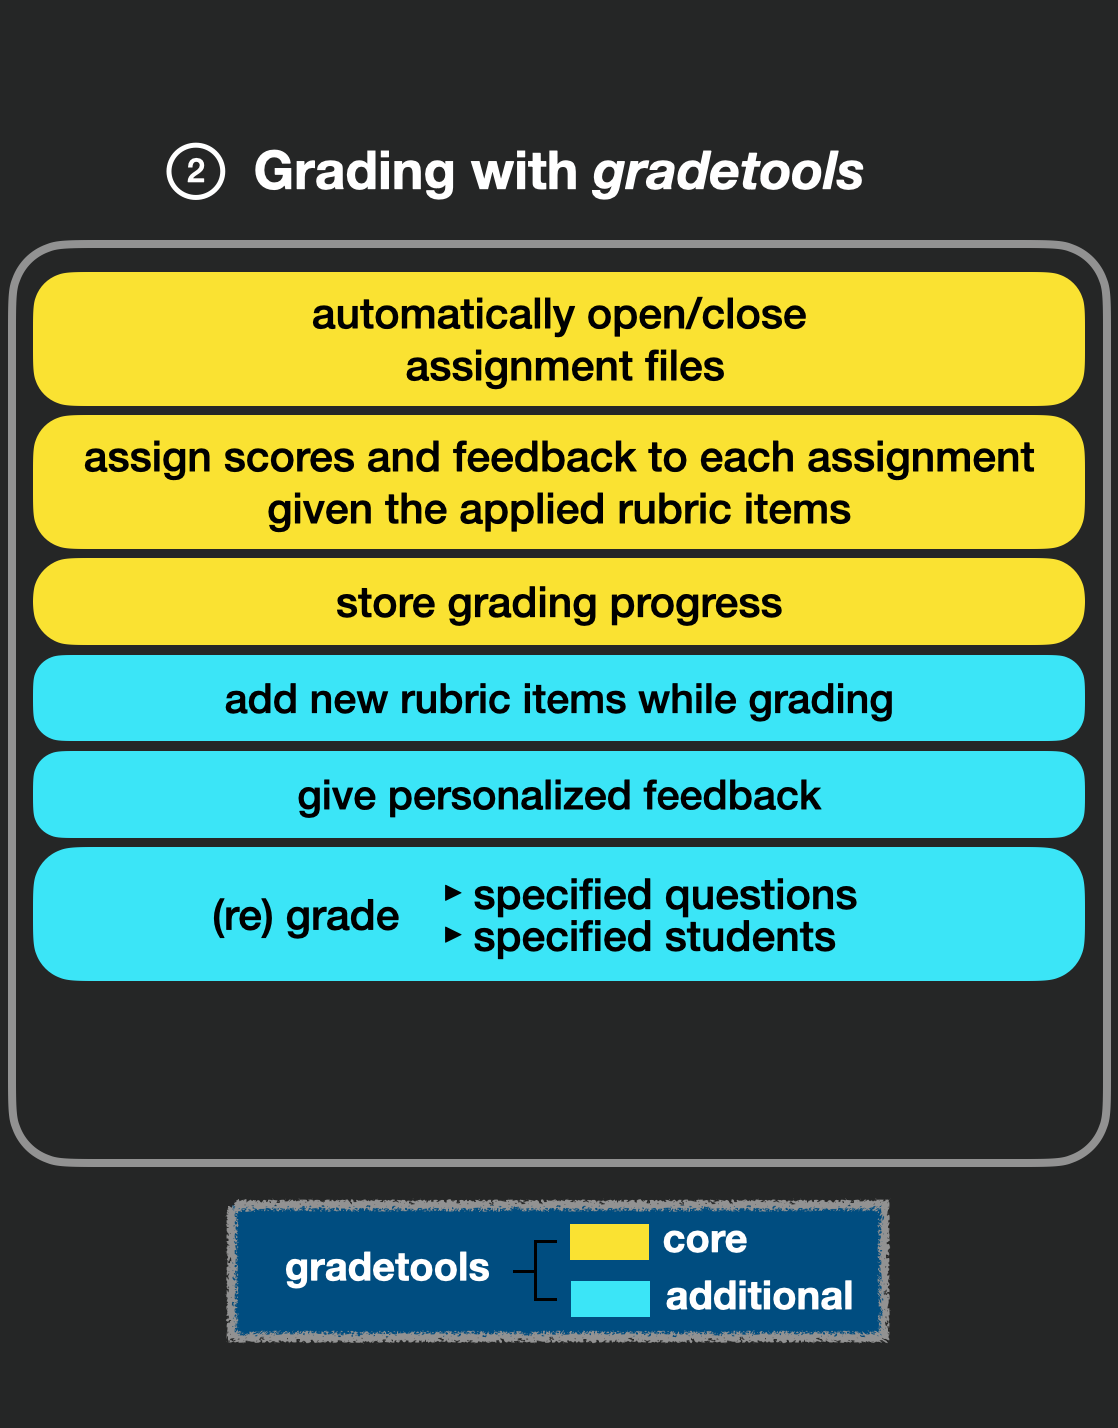 2 Grading with gradetools
automatically open/close
assignment files
assign scores and feedback to each assignment
given the applied rubric items
store grading progress
add new rubric items while grading
give personalized feedback
(re) grade
▸ specified questions
▸ specified students
gradetools
core
additional